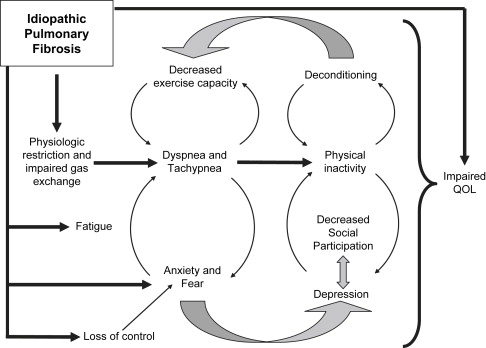 Idiopathic
Pulmonary
Fibrosis
Decreased
exercise capacity
Deconditioning
Physiologic
restriction and
impaired gas
exchange
Dyspnea and
Tachypnea
Physical
inactivity
Impaired
QOL
Fatigue
Decreased
Social
Participation
Anxiety and
Fear
Depression
Loss of control